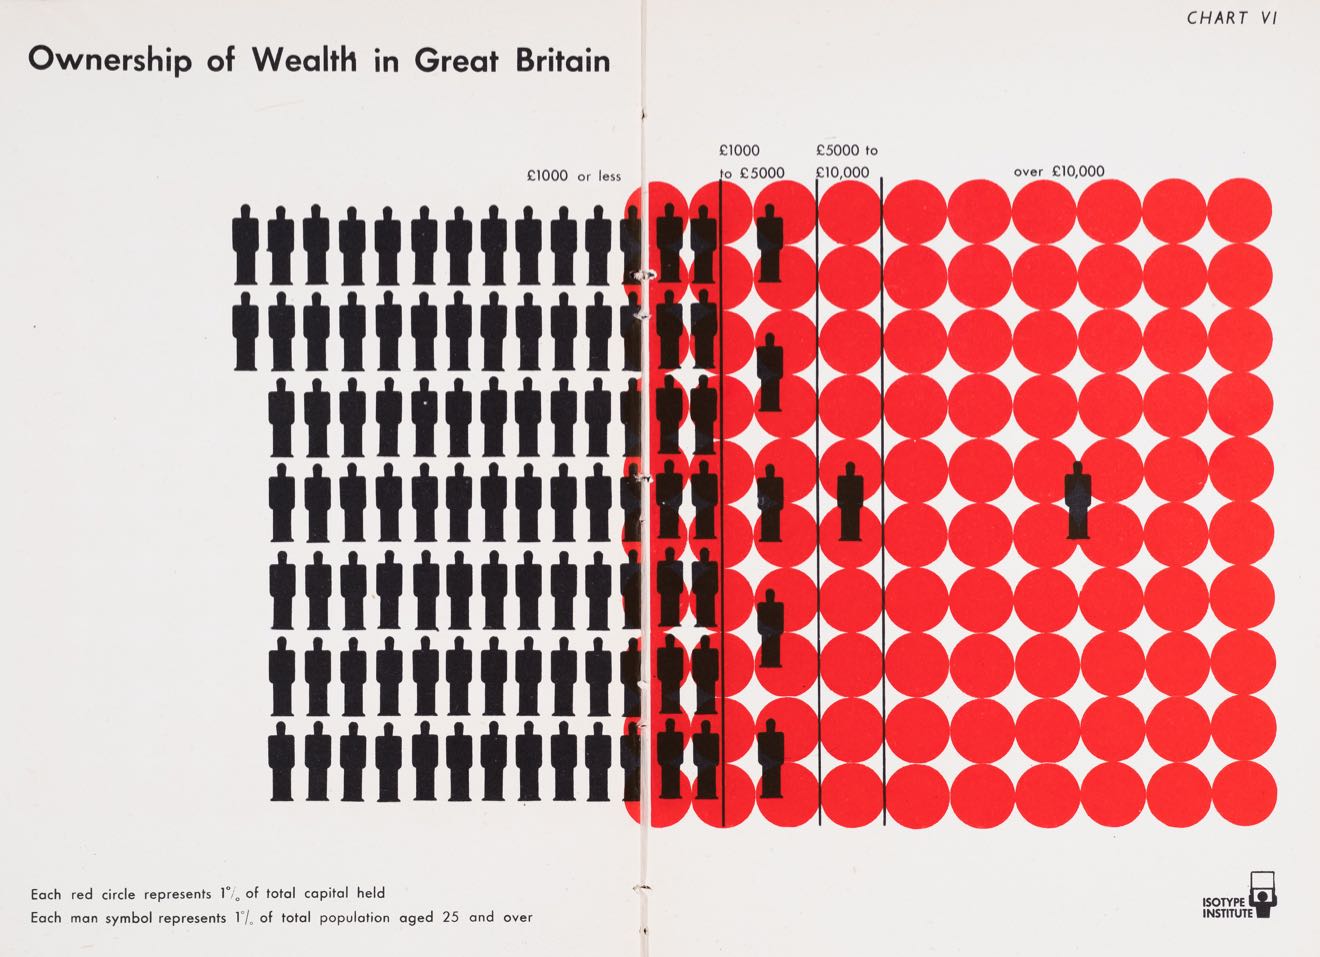 CHART VI
Ownership of Wealth in Great Britain
£1000 or less
£1000
to £5000
£5000 to
£10,000
over £10,000
Each red circle represents 1% of total capital held
Each man symbol represents 1% of total population aged 25 and over
ISOTYPE
INSTITUTE